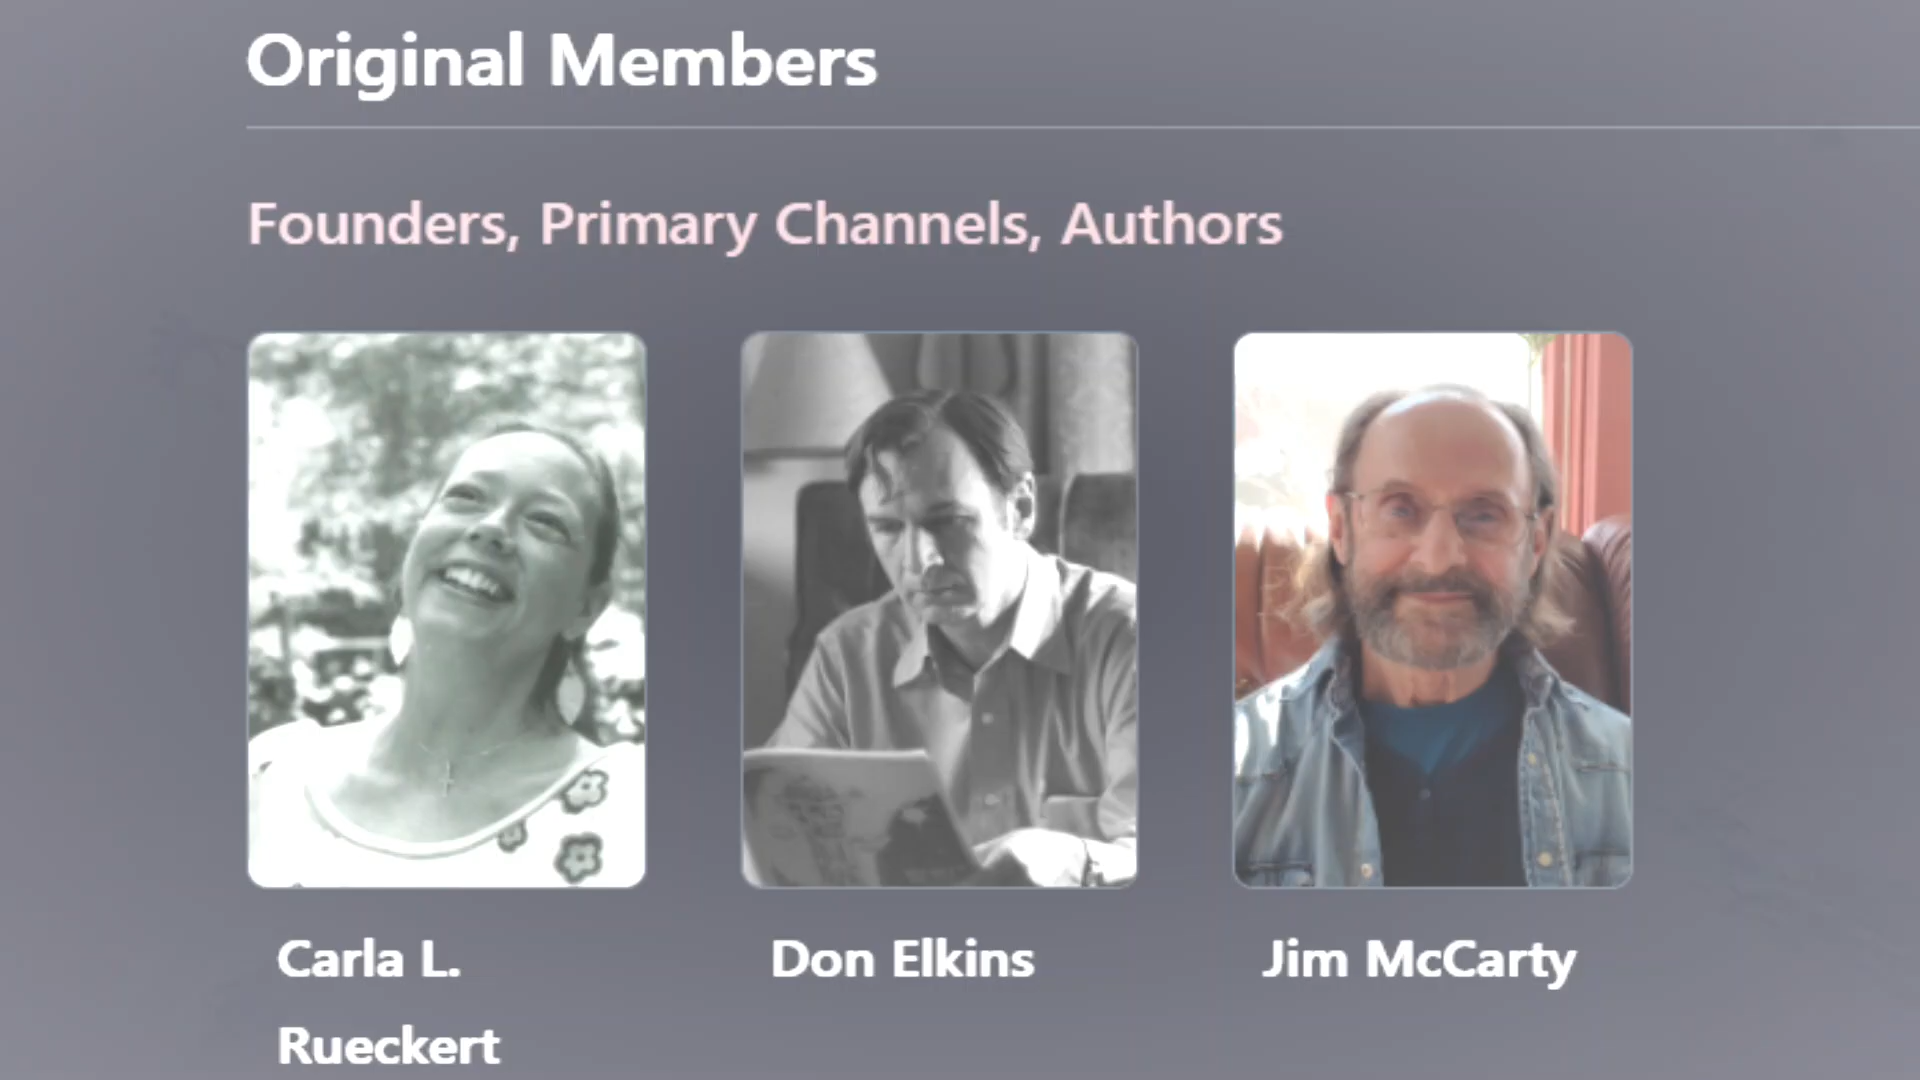 Original Members
Founders, Primary Channels, Authors
Carla L.
Rueckert
Don Elkins
Jim McCarty